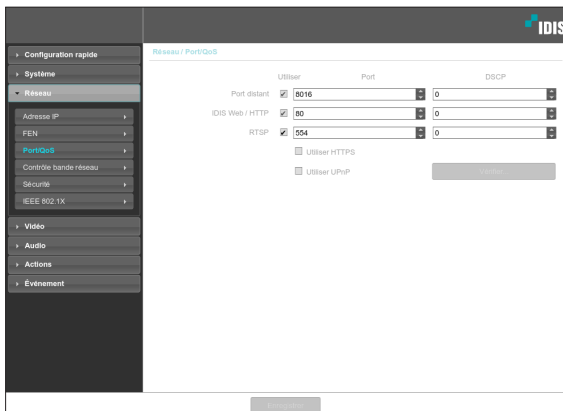 IDIS
Configuration rapide
Système
Réseau
Adresse IP
FEN
Port/QoS
Contrôle bande réseau
Sécurité
IEEE 802.1X
Vidéo
Audio
Actions
Événement
Réseau / Port/QoS
Utiliser Port DSCP
Port distant 8016 0
IDIS Web / HTTP 80 0
RTSP 554 0
Utiliser HTTPS
Utiliser UPnP Vérifier
Enregistrer